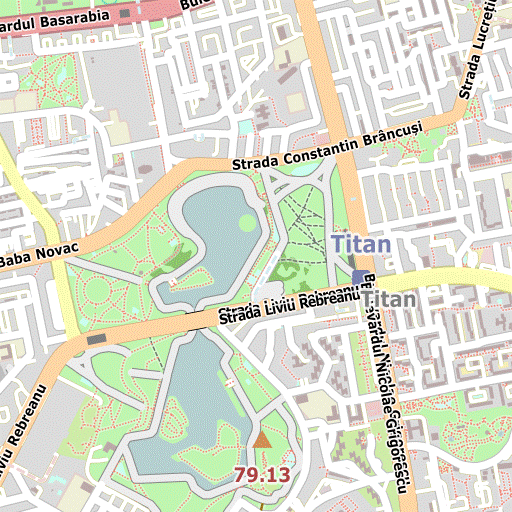 ardul Basarabia
Bule
Strada Lucreți
Strada Constantin Brâncuși
Baba Novac
Titan
Titan
Strada Liviu Rebreanu
Strada Liviu Rebreanu
Bulevardul Nicolae Grigorescu
iviu Rebreanu
79.13